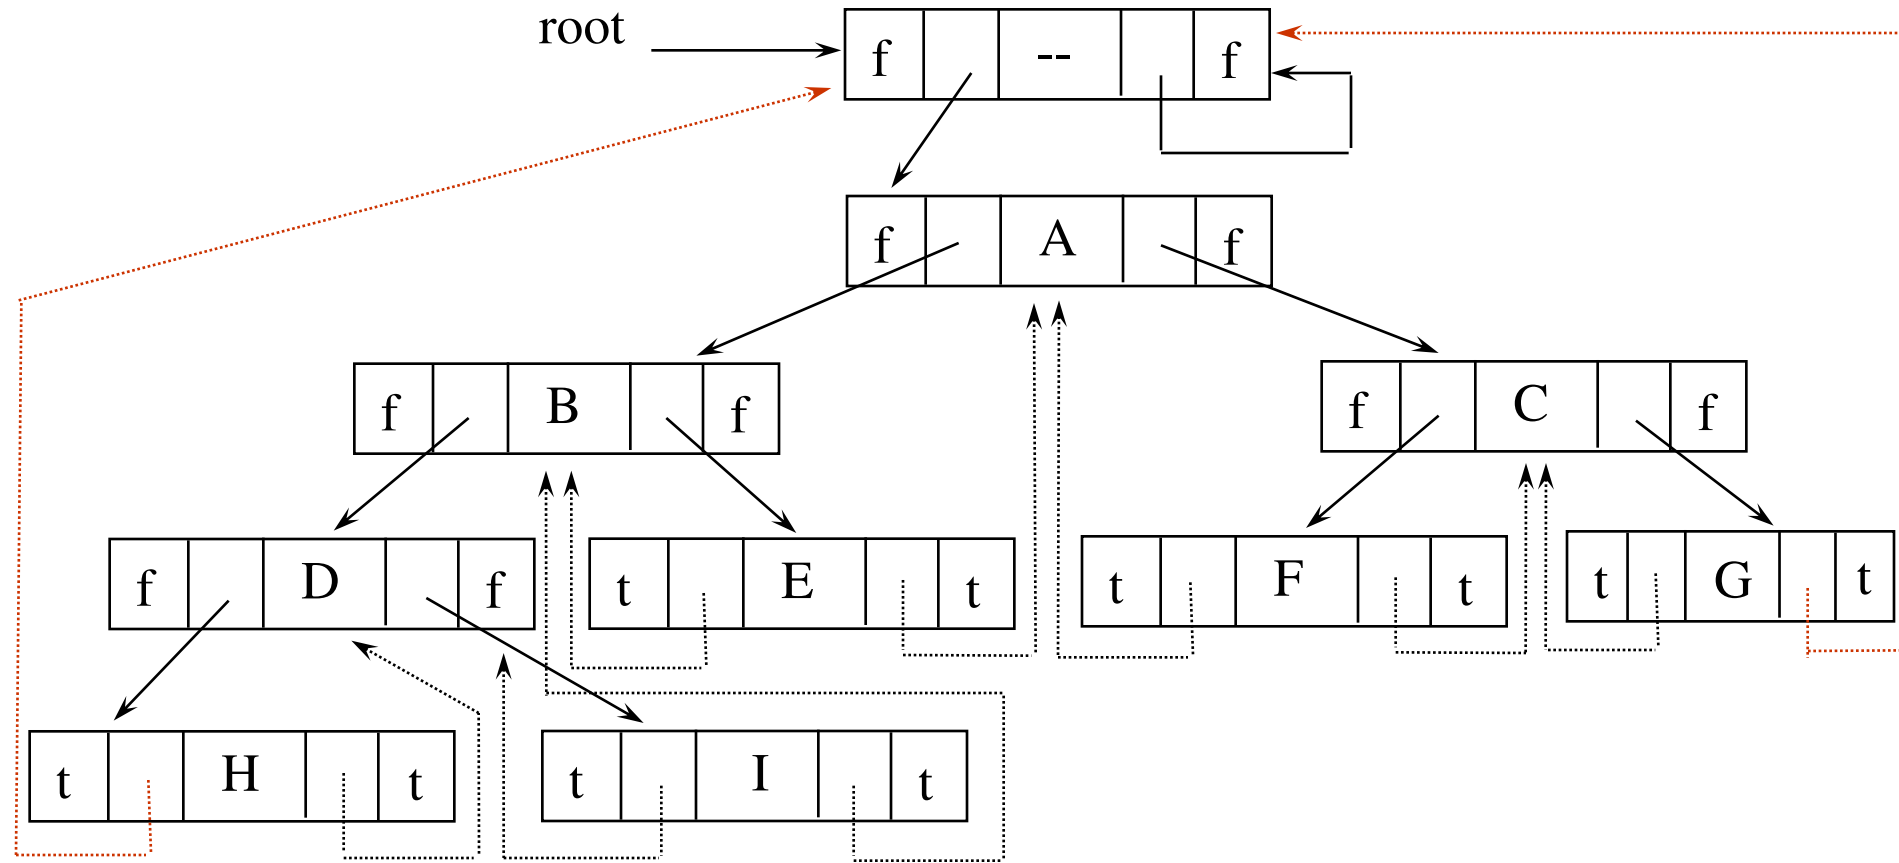 root
f -- f
f A f
f B f
f C f
f D f
t E t
t F t
t G t
t H t
t I t